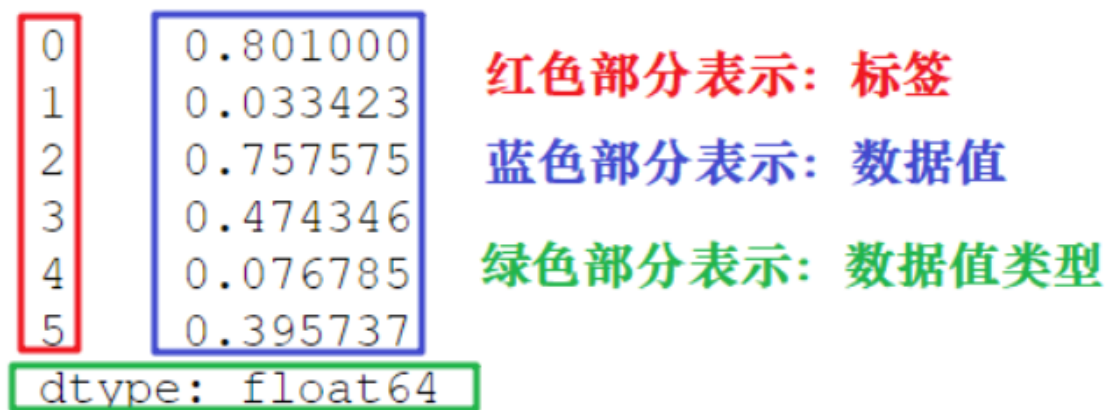 0 0.801000
1 0.033423
2 0.757575
3 0.474346
4 0.076785
5 0.395737
dtype: float64
红色部分表示: 标签
蓝色部分表示: 数据值
绿色部分表示: 数据值类型